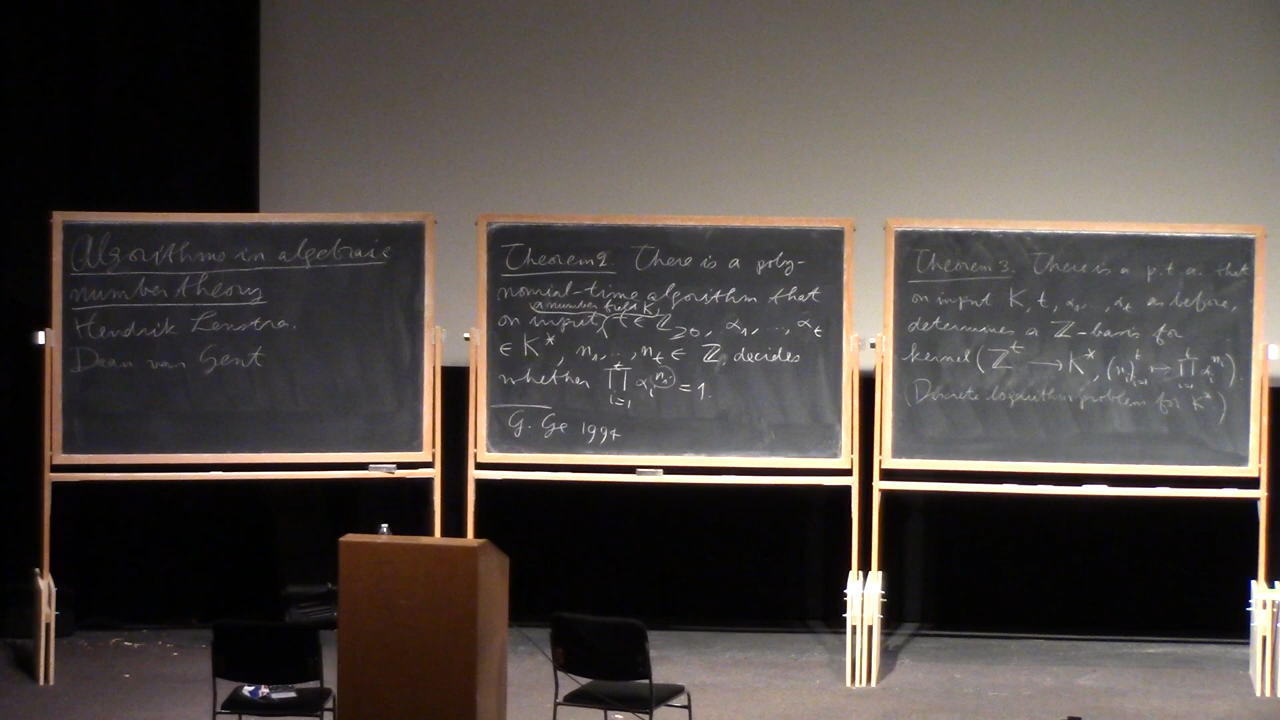 Algorithms in algebraic
number theory
Hendrik Lenstra.
Dean van Gent
Theorem 2. There is a poly-
nomial-time algorithm that
a number field K,
on input t ∈ ℤ≥0, α₁, ..., αt
∈ K*, n₁, ..., nt ∈ ℤ, decides
whether ∏_{i=1}^{t} αᵢ^{nᵢ} = 1.
G. Ge 1994
Theorem 3. There is a p.t.a. that
on input K, t, α₁, .., αt as before,
determines a ℤ-basis for
kernel (ℤ^t → K*, (nᵢ)_{i=1}^{t} ↦ ∏_{i=1}^{t} αᵢ^{nᵢ}).
(Discrete logarithm problem for K*)